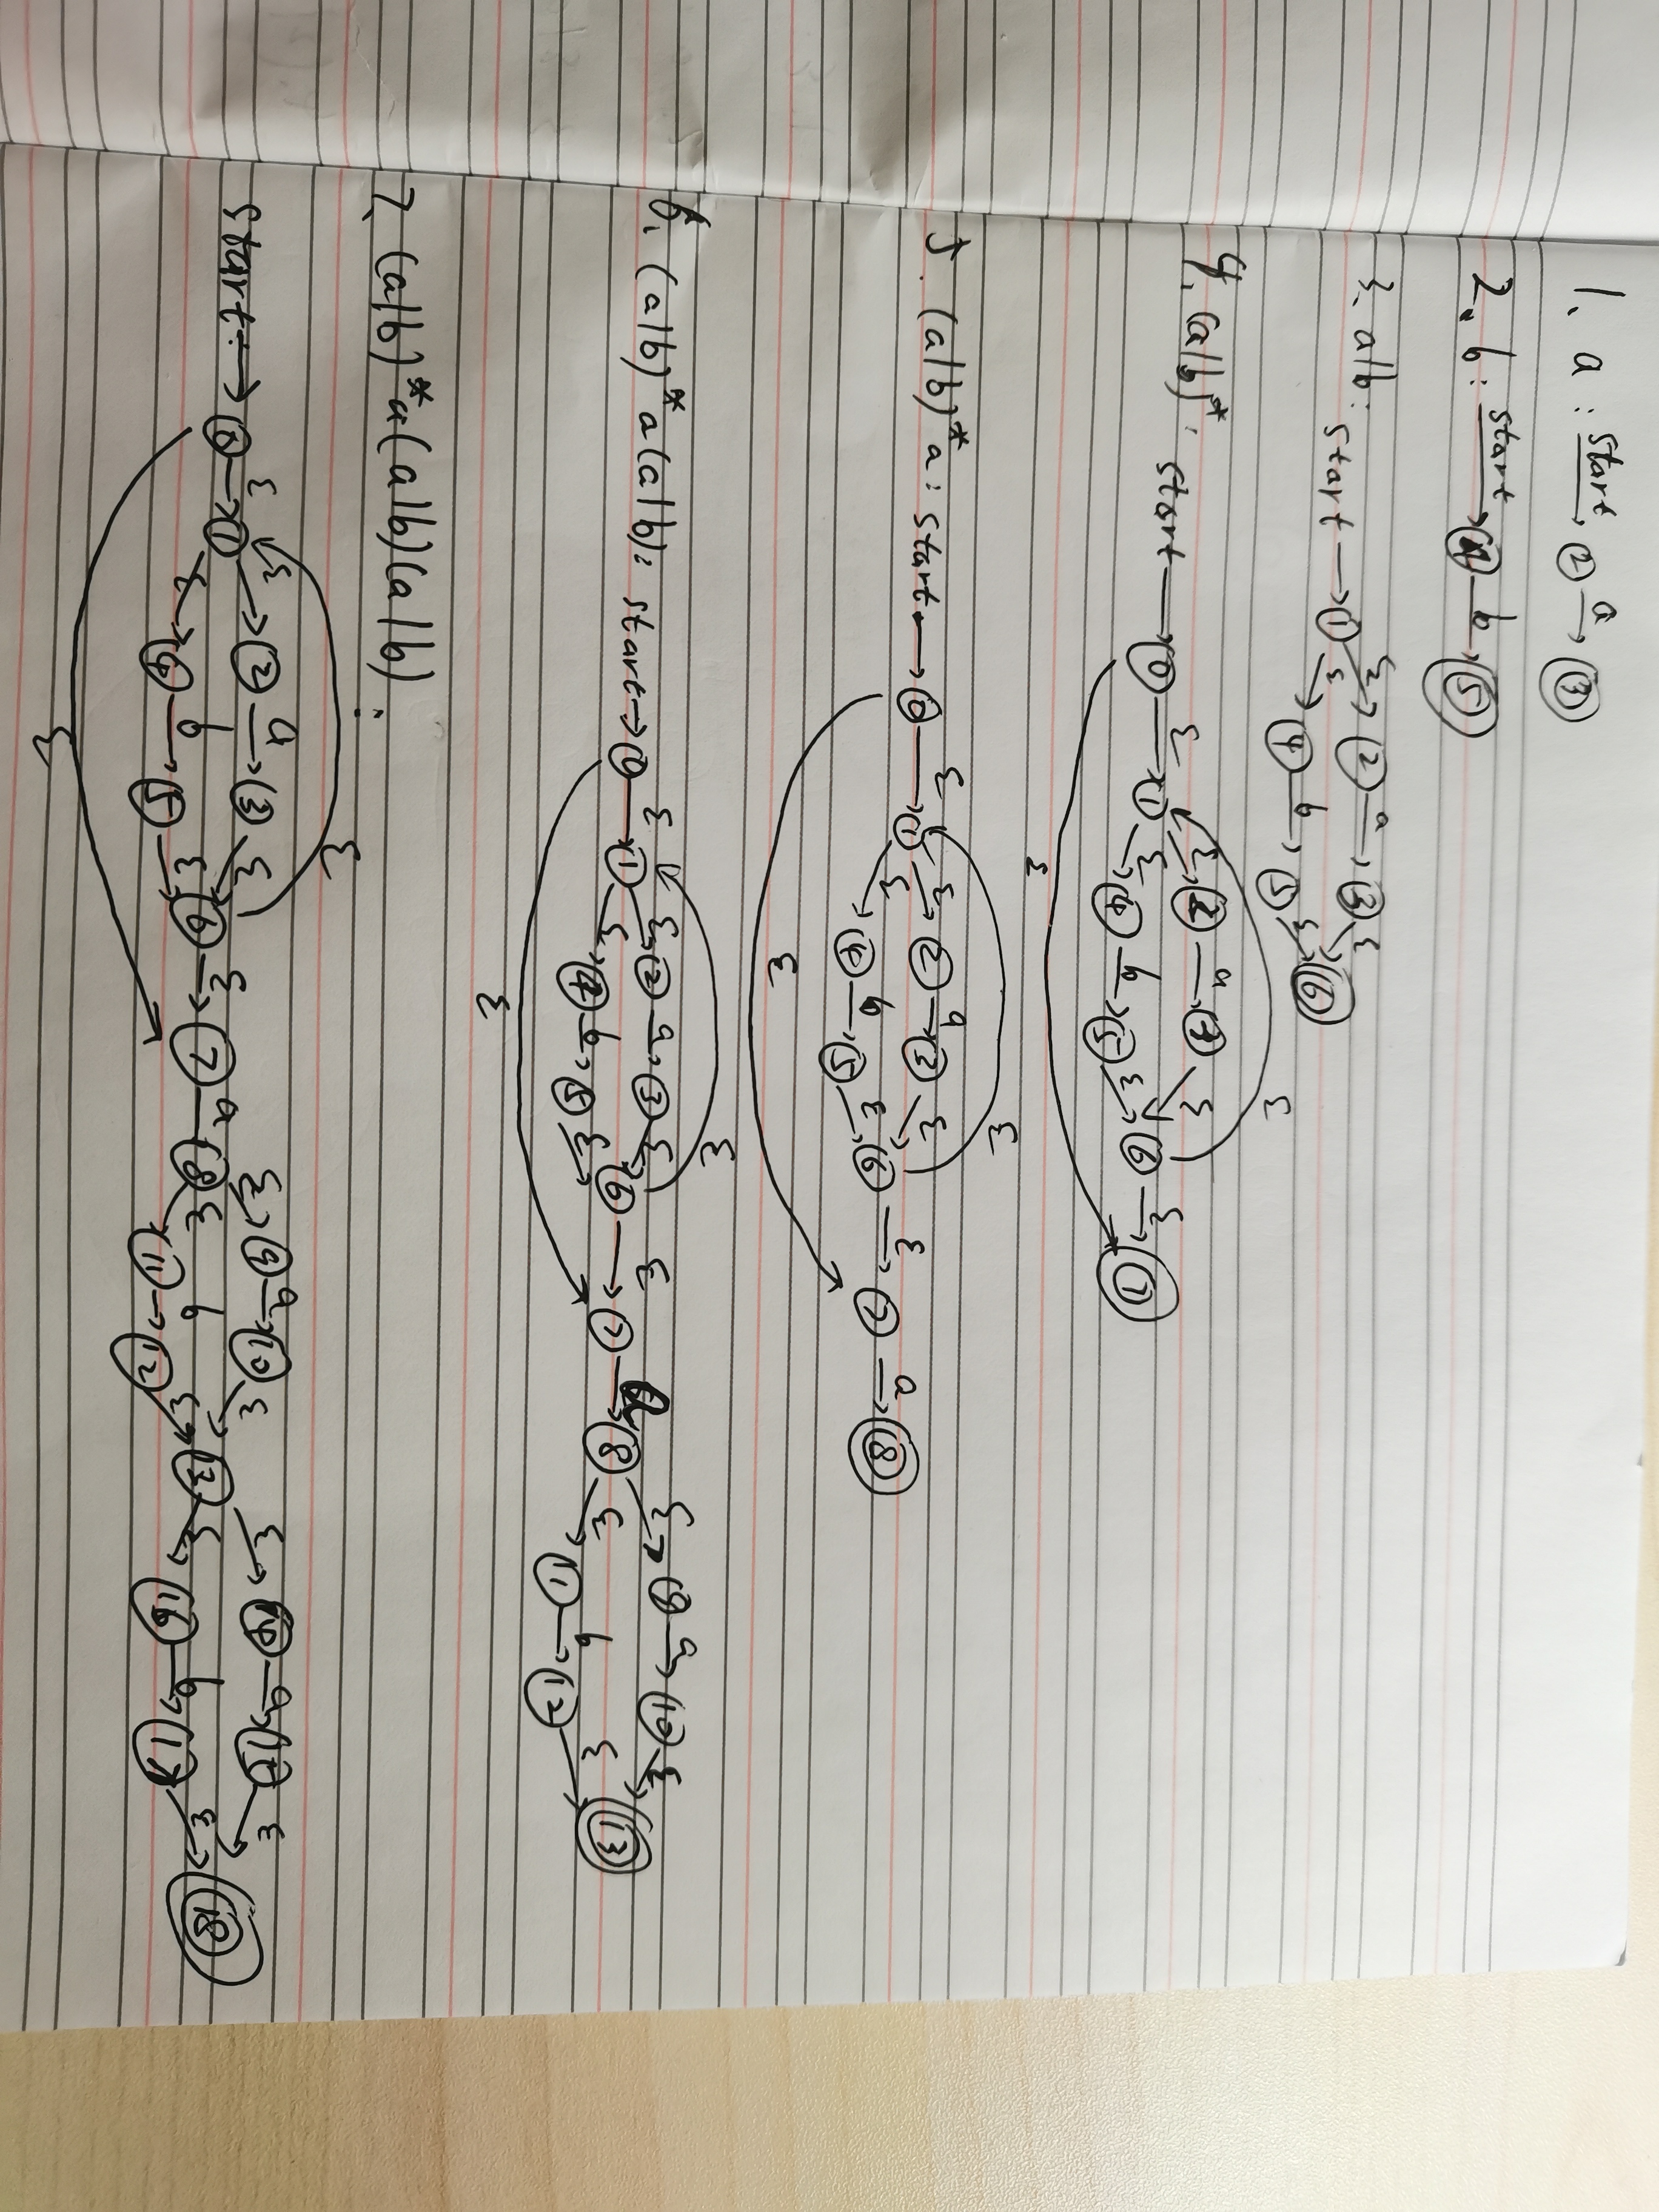 1、a: start 2 a 3
2、b: start 4 b 5
3、a|b:
ε 2 a 3 ε
start 1 6
ε 4 b 5 ε
ε
4、(a|b)*:
ε 2 a 3 ε
start 0 ε 1 6 ε 7
ε 4 b 5 ε
ε
ε
5. (a|b)*a: start 0 ε 1 ε 2 a 3 ε
ε 4 b 5 ε 6 ε 7 a 8
ε
ε
6、(a|b)*a(a|b): start 0 ε 1 ε 2 a 3 ε 6 ε 7 a 8 ε 9 a 10 ε 13
ε 4 b 5 ε ε 11 b 12 ε
ε
7、(a|b)*a(a|b)(a|b):
ε
ε 2 a 3 ε ε 9 a 10 ε ε 14 a 15 ε
start 0 ε 1 6 ε 7 a 8 13 18
ε 4 b 5 ε ε 11 b 12 ε ε 16 b 17 ε
ε